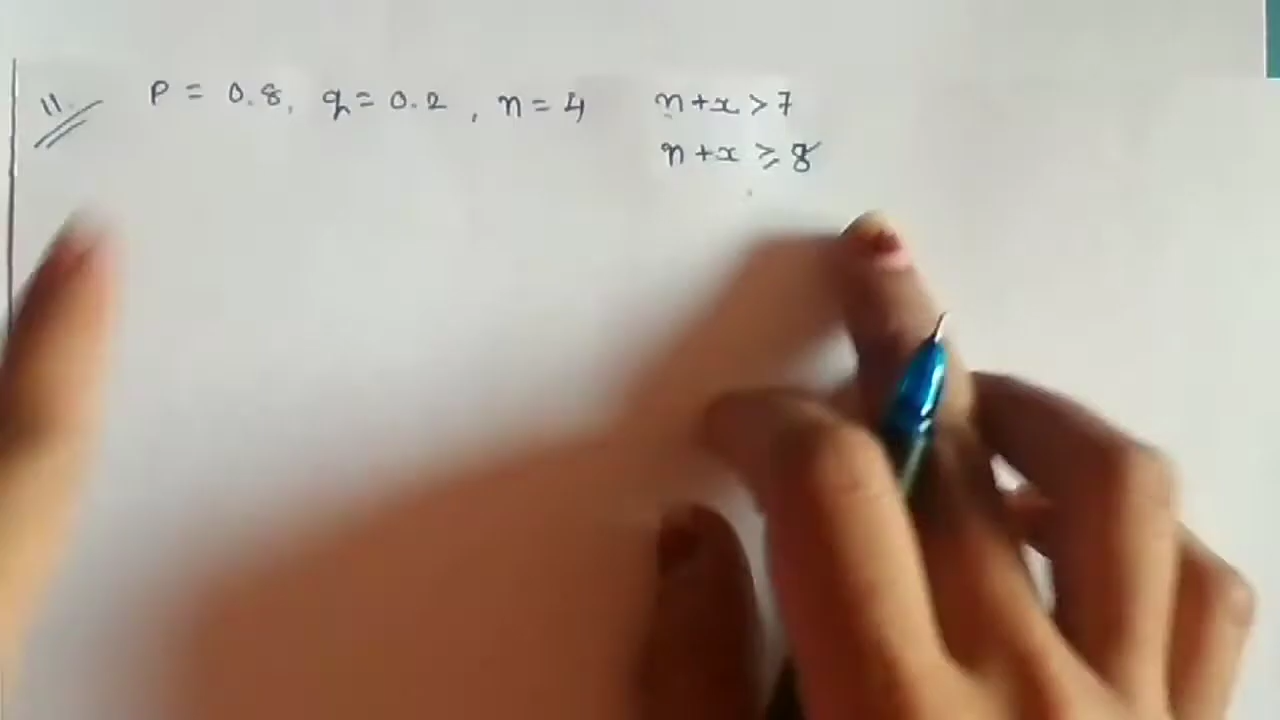 11. P = 0.8, q = 0.2, n = 4 n + x > 7
n + x ≥ 8